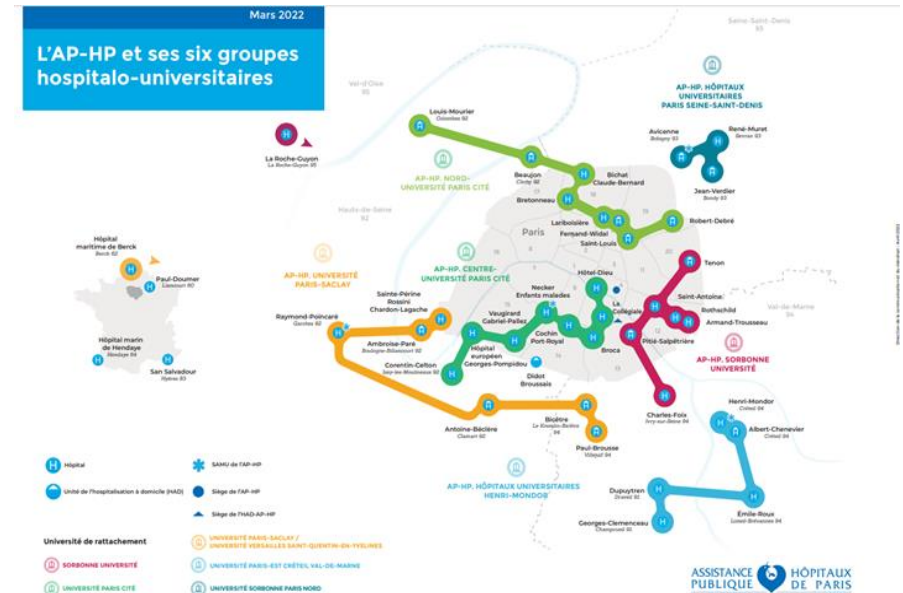 Mars 2022
L'AP-HP et ses six groupes
hospitalo-universitaires
Seine-Saint-Denis
93
Val-d'Oise
95
AP-HP. HÔPITAUX
UNIVERSITAIRES
PARIS SEINE-SAINT-DENIS
Louis-Mourier
Colombes 92
La Roche-Guyon
La Roche-Guyon 95
Avicenne
Bobigny 93
René-Muret
Sevran 93
Jean-Verdier
Bondy 93
AP-HP. NORD-
UNIVERSITÉ PARIS CITÉ
Beaujon
Clichy 92
Bichat
Claude-Bernard
Bretonneau
Hauts-de-Seine
92
Lariboisière
Fernand-Widal
Saint-Louis
Robert-Debré
Paris
Hôpital
maritime de Berck
Berck 62
Paul-Doumer
Liancourt 60
AP-HP. UNIVERSITÉ
PARIS-SACLAY
AP-HP. CENTRE-
UNIVERSITÉ PARIS CITÉ
Hôtel-Dieu
Tenon
Necker
Enfants malades
Sainte-Périne
Rossini
Chardon-Lagache
La
Collégiale
Saint-Antoine
Rothschild
Armand-Trousseau
Val-de-Marne
94
Raymond-Poincaré
Garches 92
Vaugirard
Gabriel-Pallez
Cochin
Port-Royal
Ambroise-Paré
Boulogne-Billancourt 92
Hôpital
européen
Georges-Pompidou
Broca
Pitié-Salpêtrière
AP-HP. SORBONNE
UNIVERSITÉ
Hôpital marin
de Hendaye
Hendaye 64
San Salvadour
Hyères 83
Corentin-Celton
Issy-les-Moulineaux 92
Didot
Broussais
Charles-Foix
Ivry-sur-Seine 94
Henri-Mondor
Créteil 94
Albert-Chenevier
Créteil 94
Antoine-Béclère
Clamart 92
Bicêtre
Le Kremlin-Bicêtre
94
Paul-Brousse
Villejuif 94
AP-HP. HÔPITAUX UNIVERSITAIRES
HENRI-MONDOR
Dupuytren
Draveil 91
Georges-Clemenceau
Champcueil 91
Émile-Roux
Limeil-Brévannes 94
Hôpital
SAMU de l'AP-HP
Unité de l'hospitalisation à domicile (HAD)
Siège de l'AP-HP
Siège de l'HAD-AP-HP
Université de rattachement
UNIVERSITÉ PARIS-SACLAY /
UNIVERSITÉ VERSAILLES SAINT-QUENTIN-EN-YVELINES
SORBONNE UNIVERSITÉ
UNIVERSITÉ PARIS-EST CRÉTEIL VAL-DE-MARNE
UNIVERSITÉ PARIS CITÉ
UNIVERSITÉ SORBONNE PARIS NORD
ASSISTANCE HÔPITAUX
PUBLIQUE DE PARIS